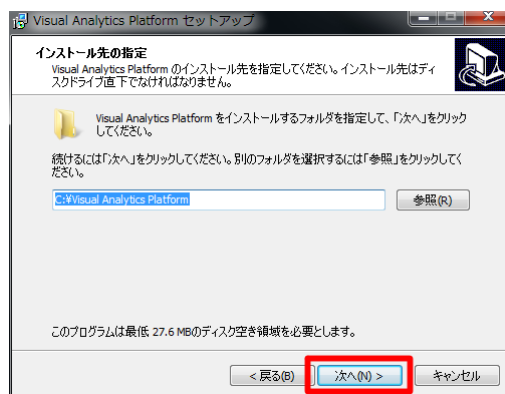 Visual Analytics Platform セットアップ
インストール先の指定
Visual Analytics Platform のインストール先を指定してください。インストール先はディ
スクドライブ直下でなければなりません。
Visual Analytics Platform をインストールするフォルダを指定して、「次へ」をクリック
してください。
続けるには「次へ」をクリックしてください。別のフォルダを選択するには「参照」をクリックしてく
ださい。
C:¥Visual Analytics Platform
参照(R)
このプログラムは最低 27.6 MBのディスク空き領域を必要とします。
< 戻る(B)
次へ(N) >
キャンセル